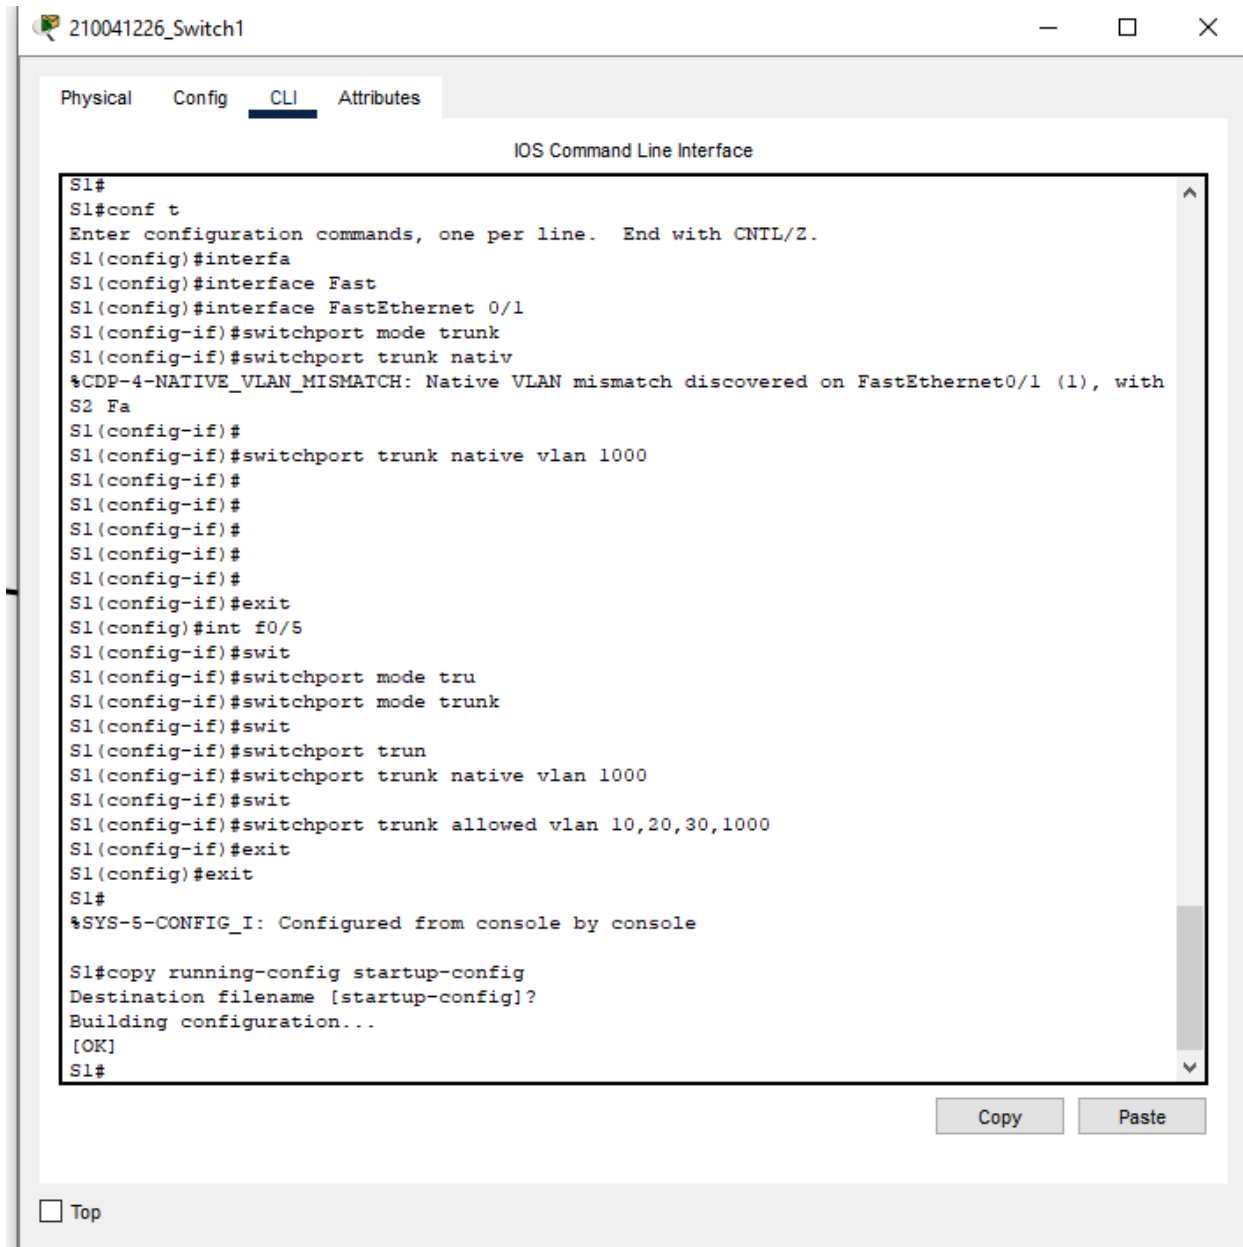 210041226_Switch1
Physical Config CLI Attributes
IOS Command Line Interface
S1#
S1#conf t
Enter configuration commands, one per line.  End with CNTL/Z.
S1(config)#interfa
S1(config)#interface Fast
S1(config)#interface FastEthernet 0/1
S1(config-if)#switchport mode trunk
S1(config-if)#switchport trunk nativ
%CDP-4-NATIVE_VLAN_MISMATCH: Native VLAN mismatch discovered on FastEthernet0/1 (1), with
S2 Fa
S1(config-if)#
S1(config-if)#switchport trunk native vlan 1000
S1(config-if)#
S1(config-if)#
S1(config-if)#
S1(config-if)#
S1(config-if)#
S1(config-if)#exit
S1(config)#int f0/5
S1(config-if)#swit
S1(config-if)#switchport mode tru
S1(config-if)#switchport mode trunk
S1(config-if)#swit
S1(config-if)#switchport trun
S1(config-if)#switchport trunk native vlan 1000
S1(config-if)#swit
S1(config-if)#switchport trunk allowed vlan 10,20,30,1000
S1(config-if)#exit
S1(config)#exit
S1#
%SYS-5-CONFIG_I: Configured from console by console
S1#copy running-config startup-config
Destination filename [startup-config]?
Building configuration...
[OK]
S1#
Copy Paste
Top